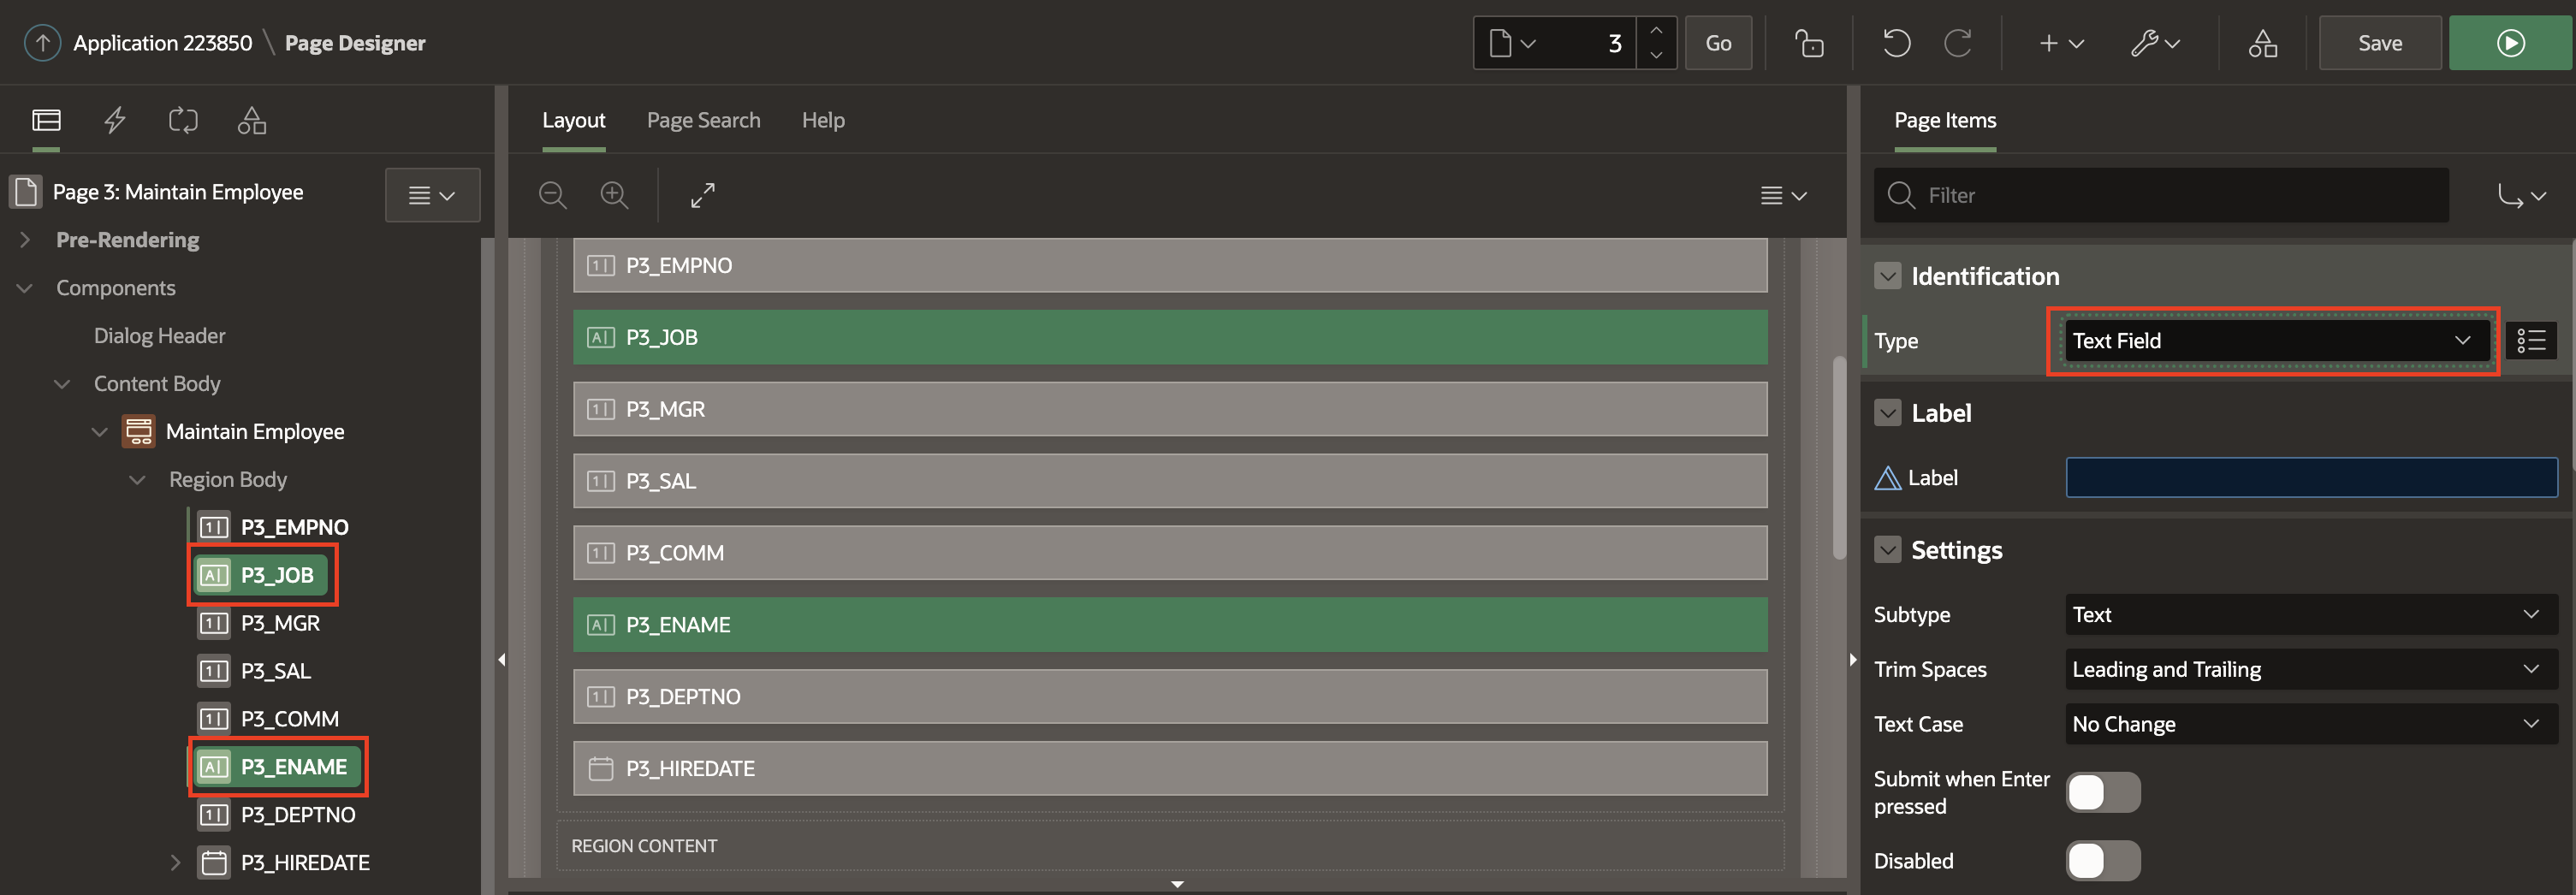 Application 223850 \ Page Designer
3
Go
Save
Layout
Page Search
Help
Page Items
Page 3: Maintain Employee
Filter
Pre-Rendering
Components
Dialog Header
Content Body
Maintain Employee
Region Body
P3_EMPNO
P3_JOB
P3_MGR
P3_SAL
P3_COMM
P3_ENAME
P3_DEPTNO
P3_HIREDATE
P3_EMPNO
P3_JOB
P3_MGR
P3_SAL
P3_COMM
P3_ENAME
P3_DEPTNO
P3_HIREDATE
REGION CONTENT
Identification
Type
Text Field
Label
Label
Settings
Subtype
Text
Trim Spaces
Leading and Trailing
Text Case
No Change
Submit when Enter
pressed
Disabled